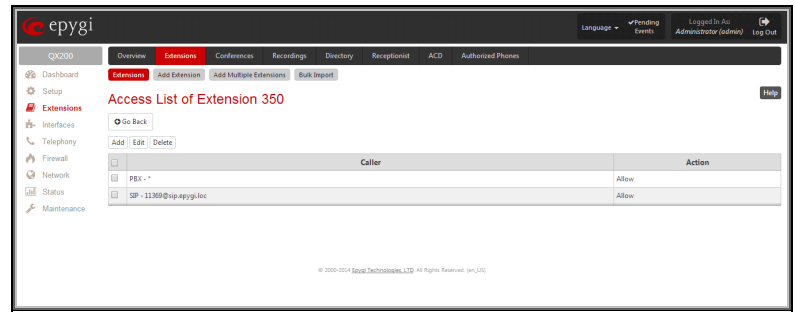 epygi
Language
Pending Events
Logged In As: Administrator (admin)
Log Out
QX200
Overview Extensions Conferences Recordings Directory Receptionist ACD Authorized Phones
Dashboard
Setup
Extensions
Interfaces
Telephony
Firewall
Network
Status
Maintenance
Extensions Add Extension Add Multiple Extensions Bulk Import
Access List of Extension 350
Help
Go Back
Add Edit Delete
Caller Action
PBX - * Allow
SIP - 11369@sip.epygi.loc Allow
© 2000-2014 Epygi Technologies, LTD. All Rights Reserved. (en_US)